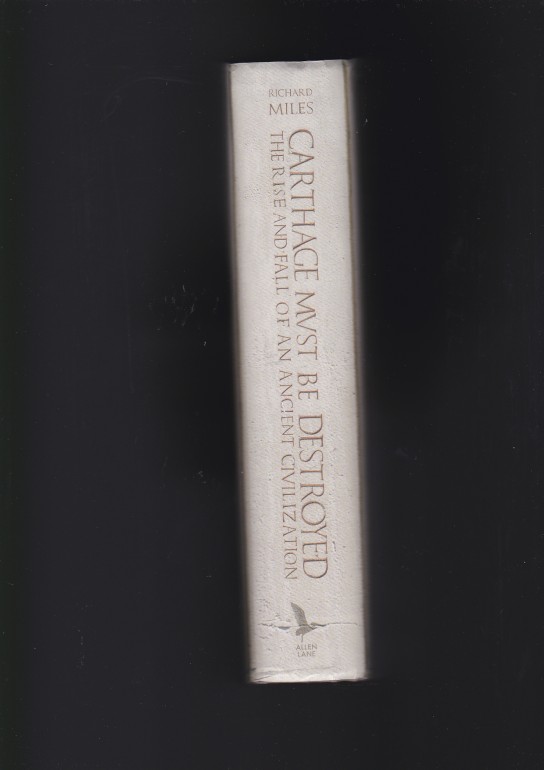 RICHARD
MILES
CARTHAGE MVST BE DESTROYED
THE RISE AND FALL OF AN ANCIENT CIVILIZATION
ALLEN
LANE